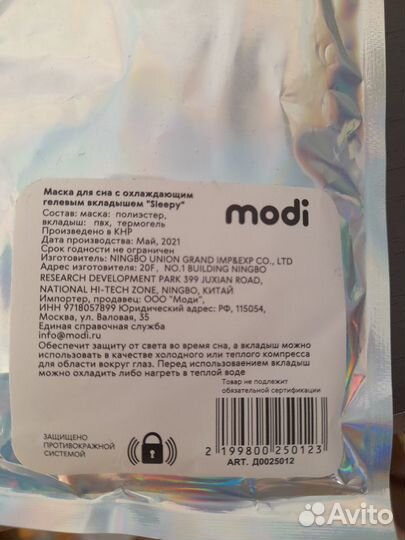 Маска для сна с охлаждающим
гелевым вкладышем "Sleepy"
modi
Состав: маска: полиэстер,
вкладыш: пвх, термогель
Произведено в КНР
Дата производства: Май, 2021
Срок годности не ограничен
Изготовитель: NINGBO UNION GRAND IMP&EXP CO., LTD
Адрес изготовителя: 20F, NO.1 BUILDING NINGBO
RESEARCH DEVELOPMENT PARK 399 JUXIAN ROAD,
NATIONAL HI-TECH ZONE, NINGBO, КИТАЙ
Импортер, продавец: ООО "Моди",
ИНН 9718057899 Юридический адрес: РФ, 115054,
Москва, ул. Валовая, 35
Единая справочная служба
info@modi.ru
Обеспечит защиту от света во время сна, а вкладыш можно
использовать в качестве холодного или теплого компресса
для области вокруг глаз. Перед использованием вкладыш
можно охладить либо нагреть в теплой воде
Товар не подлежит
обязательной сертификации
ЗАЩИЩЕНО
ПРОТИВОКРАЖНОЙ
СИСТЕМОЙ
2 199800 250123
АРТ. Д0025012
Avito